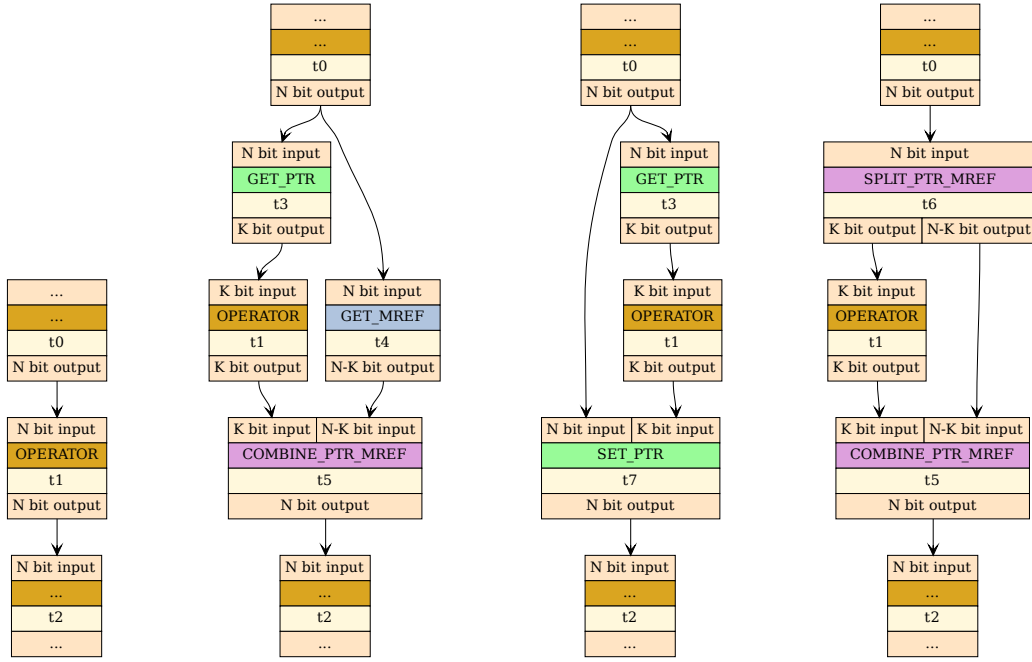 ...
...
t0
N bit output
N bit input
OPERATOR
t1
N bit output
N bit input
...
t2
...
...
...
t0
N bit output
N bit input
GET_PTR
t3
K bit output
K bit input
OPERATOR
t1
K bit output
N bit input
GET_MREF
t4
N-K bit output
K bit input N-K bit input
COMBINE_PTR_MREF
t5
N bit output
N bit input
...
t2
...
...
...
t0
N bit output
N bit input
GET_PTR
t3
K bit output
K bit input
OPERATOR
t1
K bit output
N bit input K bit input
SET_PTR
t7
N bit output
N bit input
...
t2
...
...
...
t0
N bit output
N bit input
SPLIT_PTR_MREF
t6
K bit output N-K bit output
K bit input
OPERATOR
t1
K bit output
K bit input N-K bit input
COMBINE_PTR_MREF
t5
N bit output
N bit input
...
t2
...